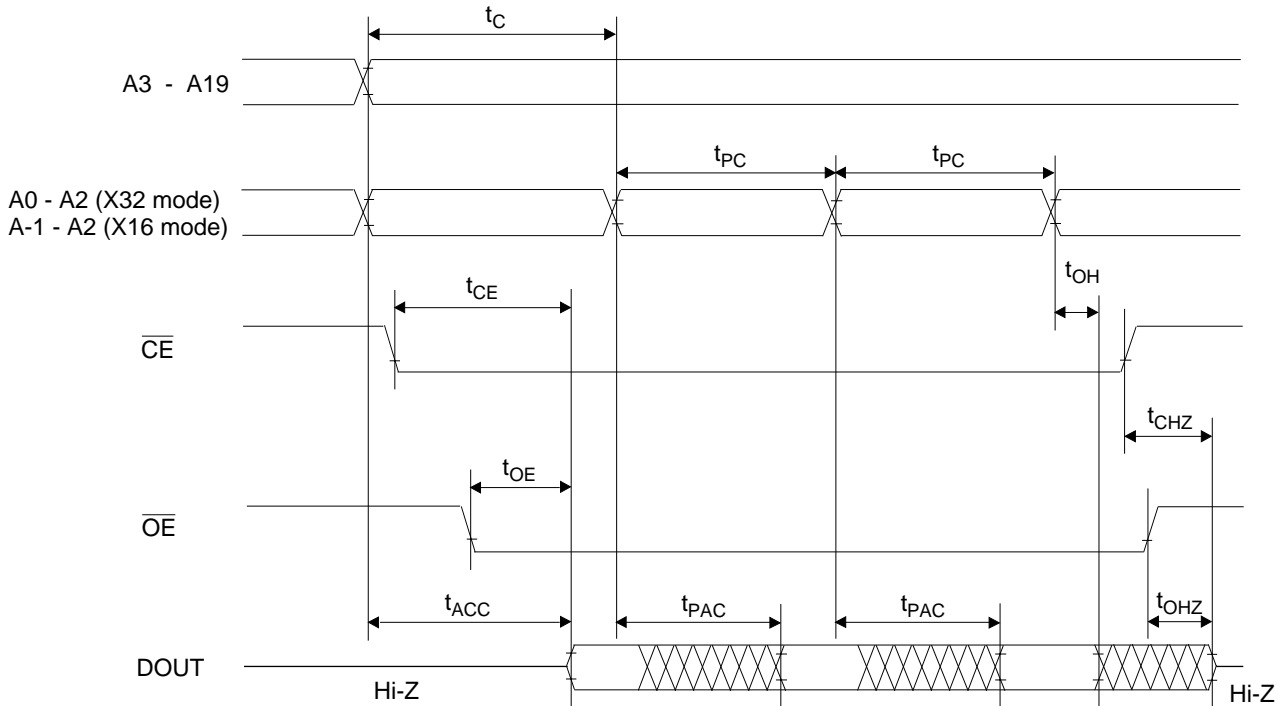 tC
A3 - A19
tPC tPC
A0 - A2 (X32 mode)
A-1 - A2 (X16 mode)
tOH
tCE
CE
tCHZ
tOE
OE
tACC tPAC tPAC tOHZ
DOUT
Hi-Z Hi-Z